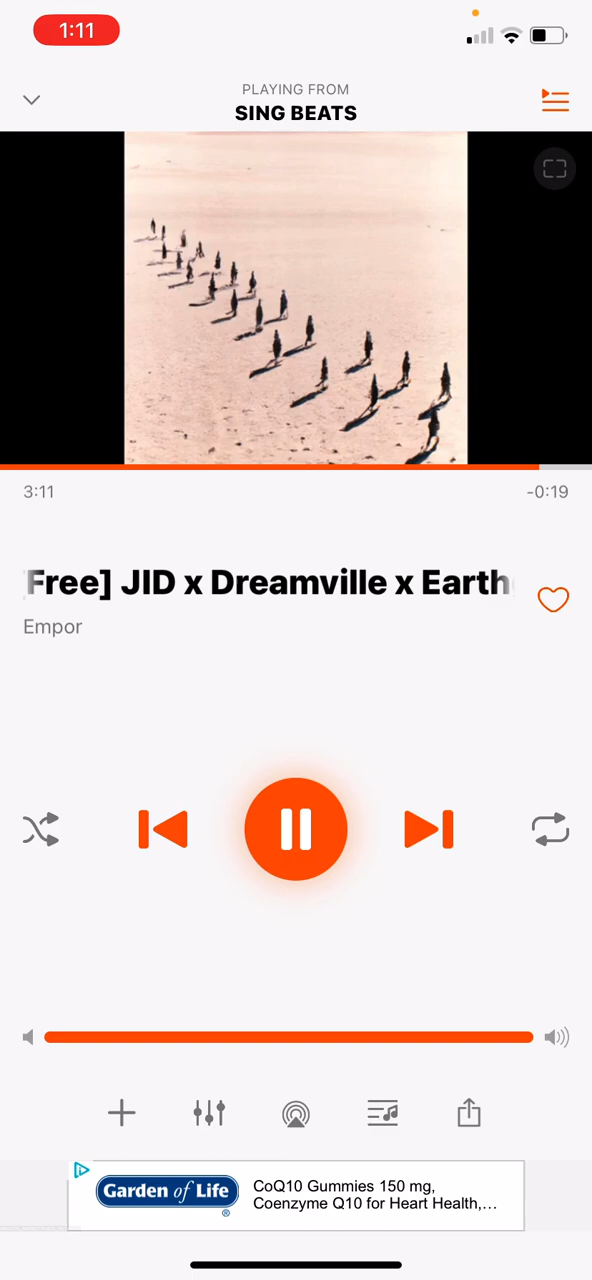 1:11
PLAYING FROM
SING BEATS
3:11
-0:19
Free] JID x Dreamville x Earth
Empor
Garden of Life
®
CoQ10 Gummies 150 mg,
Coenzyme Q10 for Heart Health,...